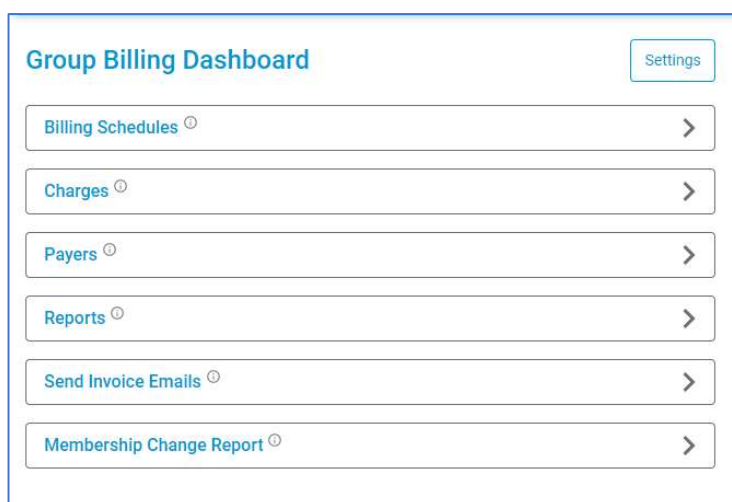 Group Billing Dashboard
Settings
Billing Schedules
Charges
Payers
Reports
Send Invoice Emails
Membership Change Report